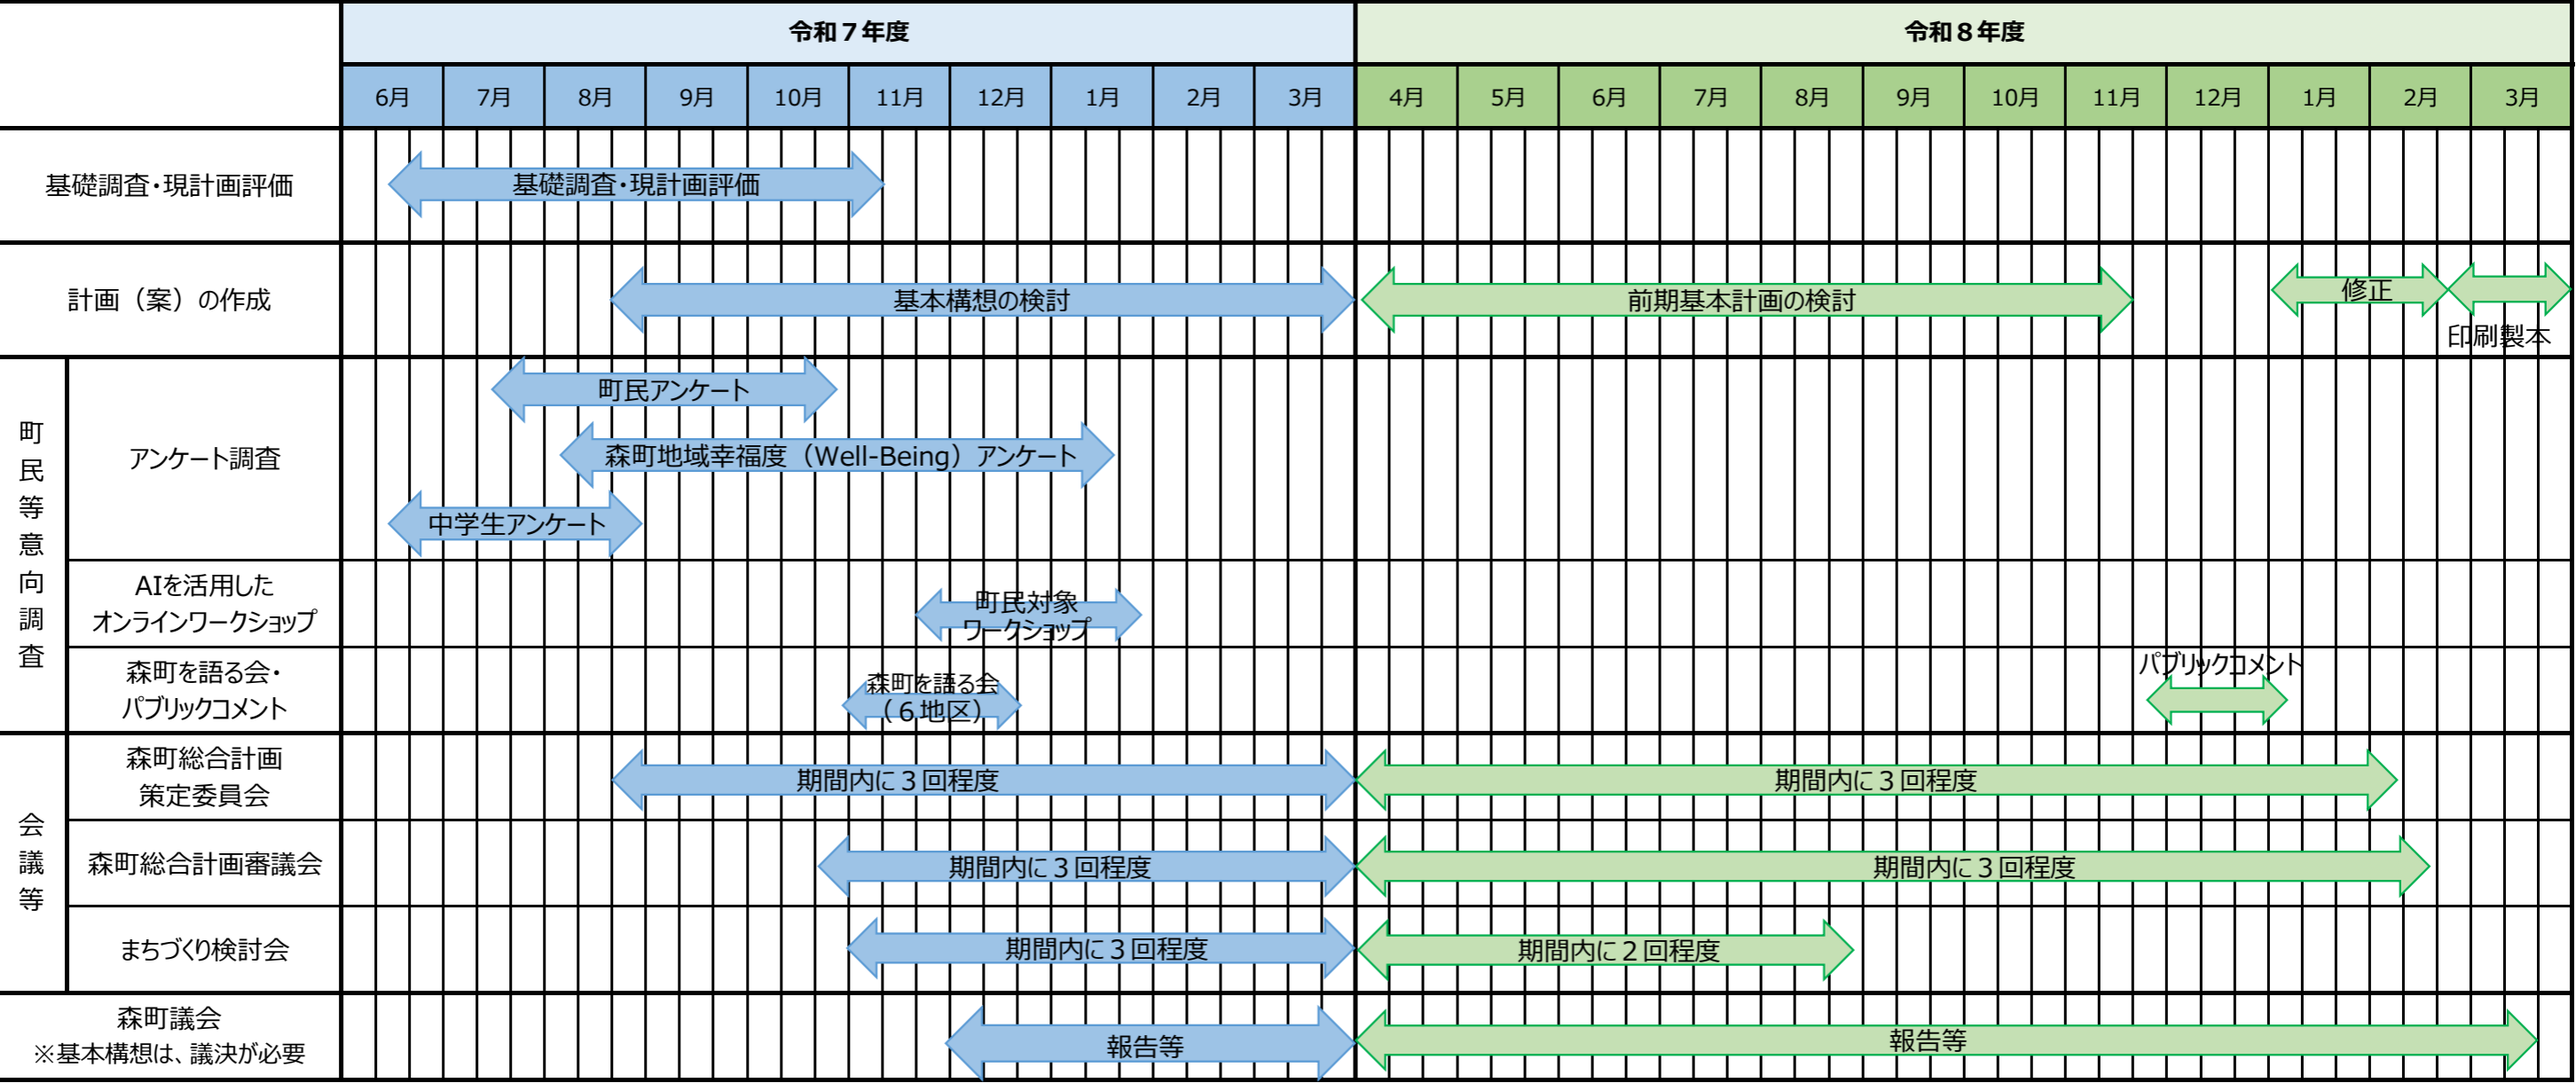 令和７年度
令和８年度
6月 7月 8月 9月 10月 11月 12月 1月 2月 3月 4月 5月 6月 7月 8月 9月 10月 11月 12月 1月 2月 3月
基礎調査・現計画評価
基礎調査・現計画評価
計画（案）の作成
基本構想の検討
前期基本計画の検討
修正
印刷製本
町民等意向調査
アンケート調査
町民アンケート
森町地域幸福度（Well-Being）アンケート
中学生アンケート
AIを活用した
オンラインワークショップ
町民対象
ワークショップ
森町を語る会・
パブリックコメント
森町を語る会
（６地区）
パブリックコメント
会議等
森町総合計画
策定委員会
期間内に３回程度
期間内に３回程度
森町総合計画審議会
期間内に３回程度
期間内に３回程度
まちづくり検討会
期間内に３回程度
期間内に２回程度
森町議会
※基本構想は、議決が必要
報告等
報告等